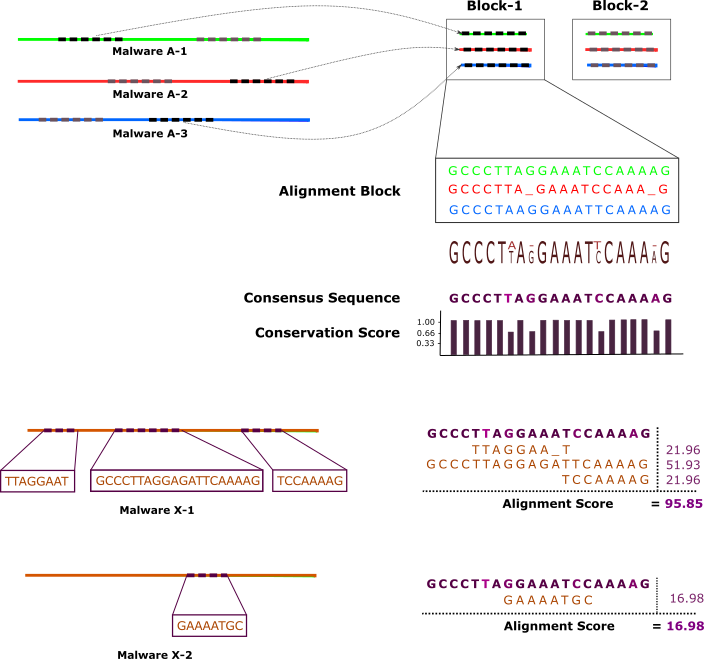 Block-1
Block-2
Malware A-1
Malware A-2
Malware A-3
Alignment Block
GCCCTTAGGAAATCCAAAAG
GCCCTTA_GAAATCCAAA_G
GCCCTAAGGAAATTCAAAAG
Consensus Sequence
GCCCTTAGGAAATCCAAAAG
Conservation Score
1.00
0.66
0.33
TTAGGAAT
GCCCTTAGGAGATTCAAAAG
TCCAAAAG
Malware X-1
GCCCTTAGGAAATCCAAAAG
TTAGGAA_T
21.96
GCCCTTAGGAGATTCAAAAG
51.93
TCCAAAAG
21.96
Alignment Score = 95.85
GAAAATGC
Malware X-2
GCCCTTAGGAAATCCAAAAG
GAAAATGC
16.98
Alignment Score = 16.98